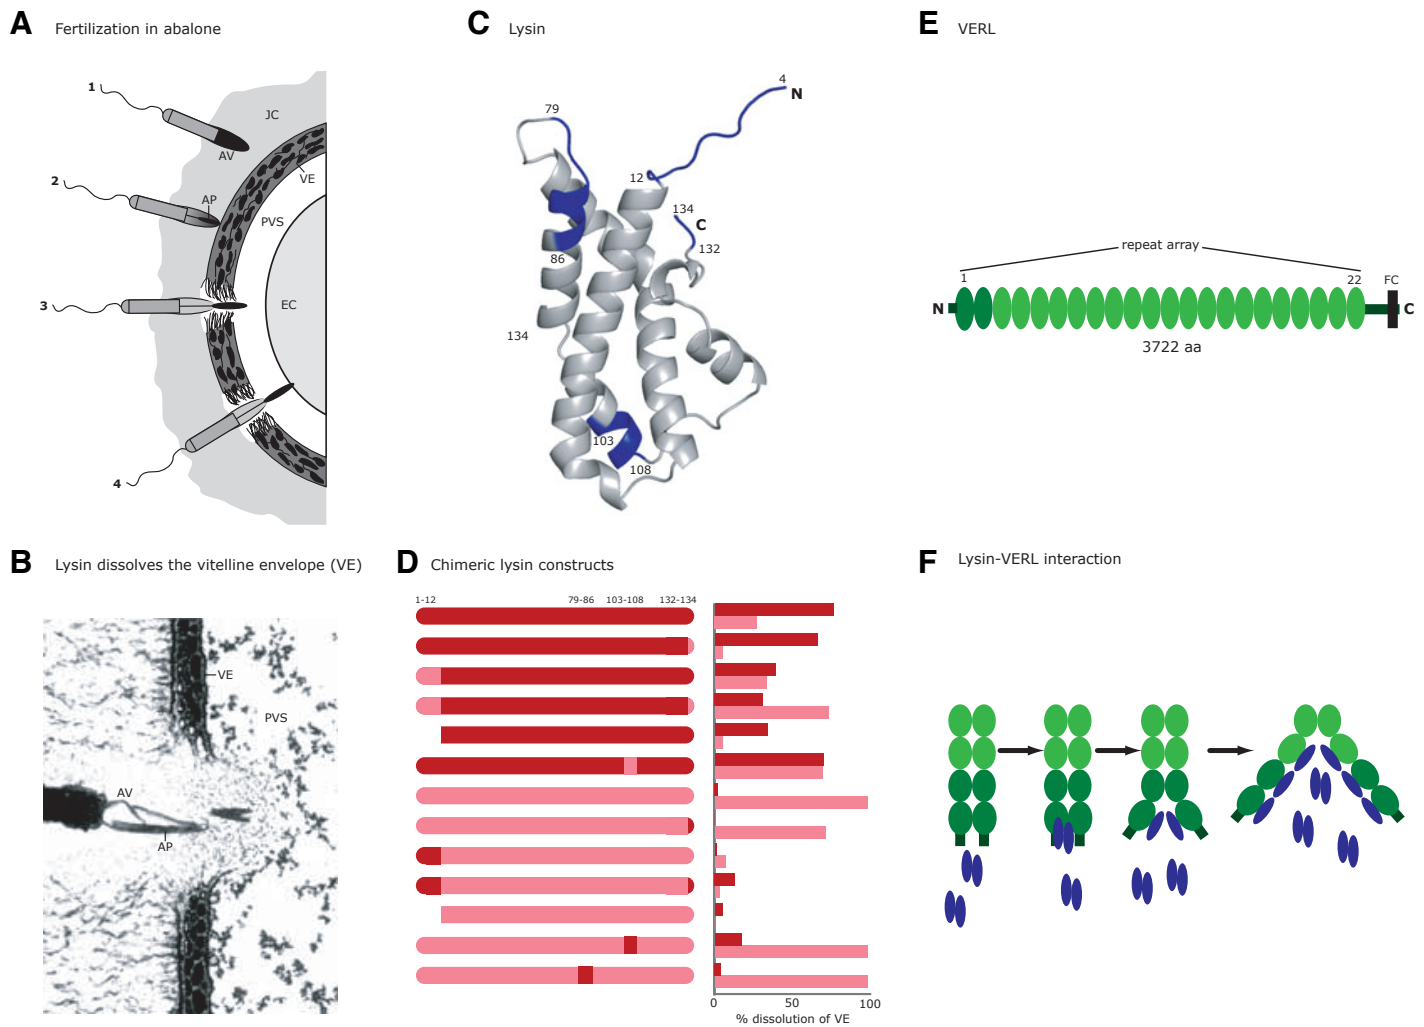 A Fertilization in abalone
1
JC
AV
VE
2
AP
PVS
3
EC
4
B Lysin dissolves the vitelline envelope (VE)
VE
PVS
AV
AP
C Lysin
4
N
79
12
134
C
132
86
134
103
108
D Chimeric lysin constructs
1-12 79-86 103-108 132-134
0 50 100
% dissolution of VE
E VERL
repeat array
1 22 FC
N C
3722 aa
F Lysin-VERL interaction